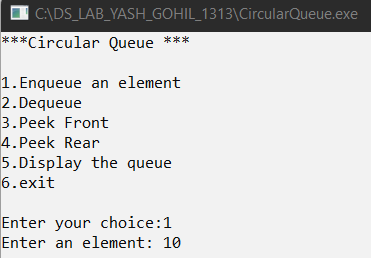 C:\DS_LAB_YASH_GOHIL_1313\CircularQueue.exe
***Circular Queue ***
1.Enqueue an element
2.Dequeue
3.Peek Front
4.Peek Rear
5.Display the queue
6.exit
Enter your choice:1
Enter an element: 10